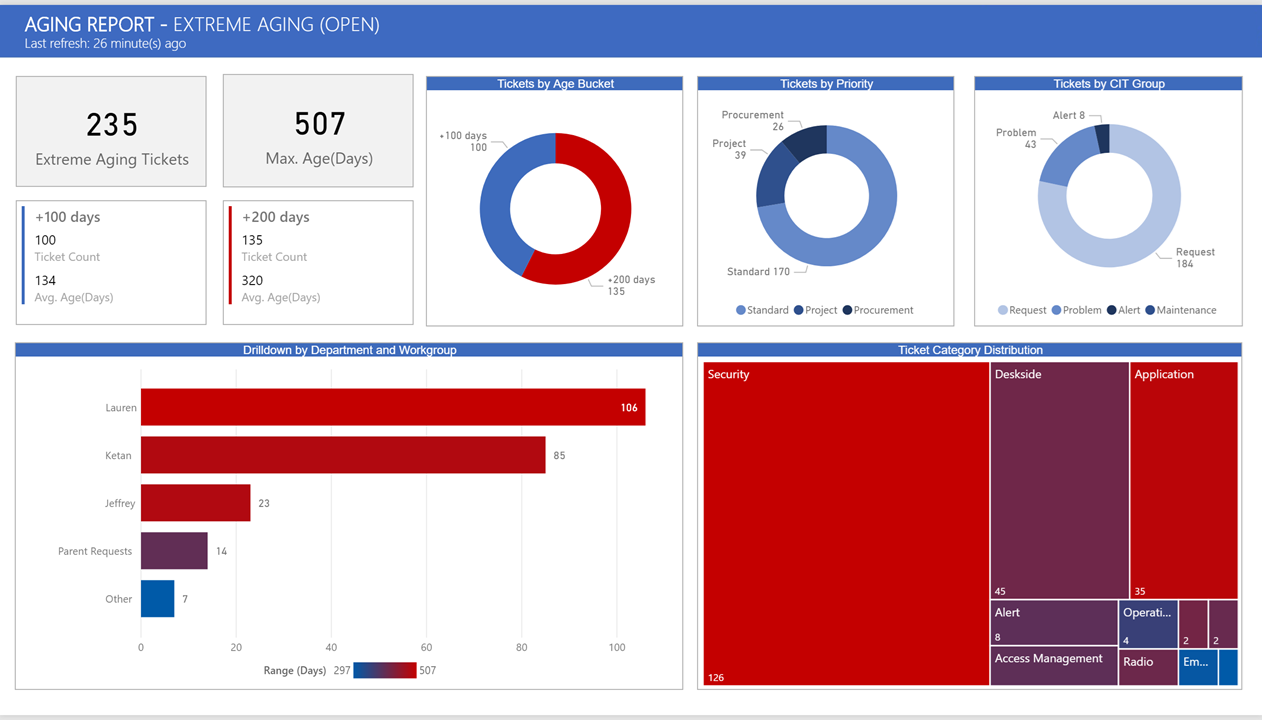 AGING REPORT - EXTREME AGING (OPEN)
Last refresh: 26 minute(s) ago
235
Extreme Aging Tickets
507
Max. Age(Days)
+100 days
100
Ticket Count
134
Avg. Age(Days)
+200 days
135
Ticket Count
320
Avg. Age(Days)
Tickets by Age Bucket
+100 days
100
+200 days
135
Tickets by Priority
Procurement
26
Project
39
Standard 170
Standard
Project
Procurement
Tickets by CIT Group
Alert 8
Problem
43
Request
184
Request
Problem
Alert
Maintenance
Drilldown by Department and Workgroup
Lauren
106
Ketan
85
Jeffrey
23
Parent Requests
14
Other
7
0 20 40 60 80 100
Range (Days) 297 507
Ticket Category Distribution
Security
126
Deskside
45
Application
35
Alert
8
Access Management
Operati...
4
2
2
Radio
Em...